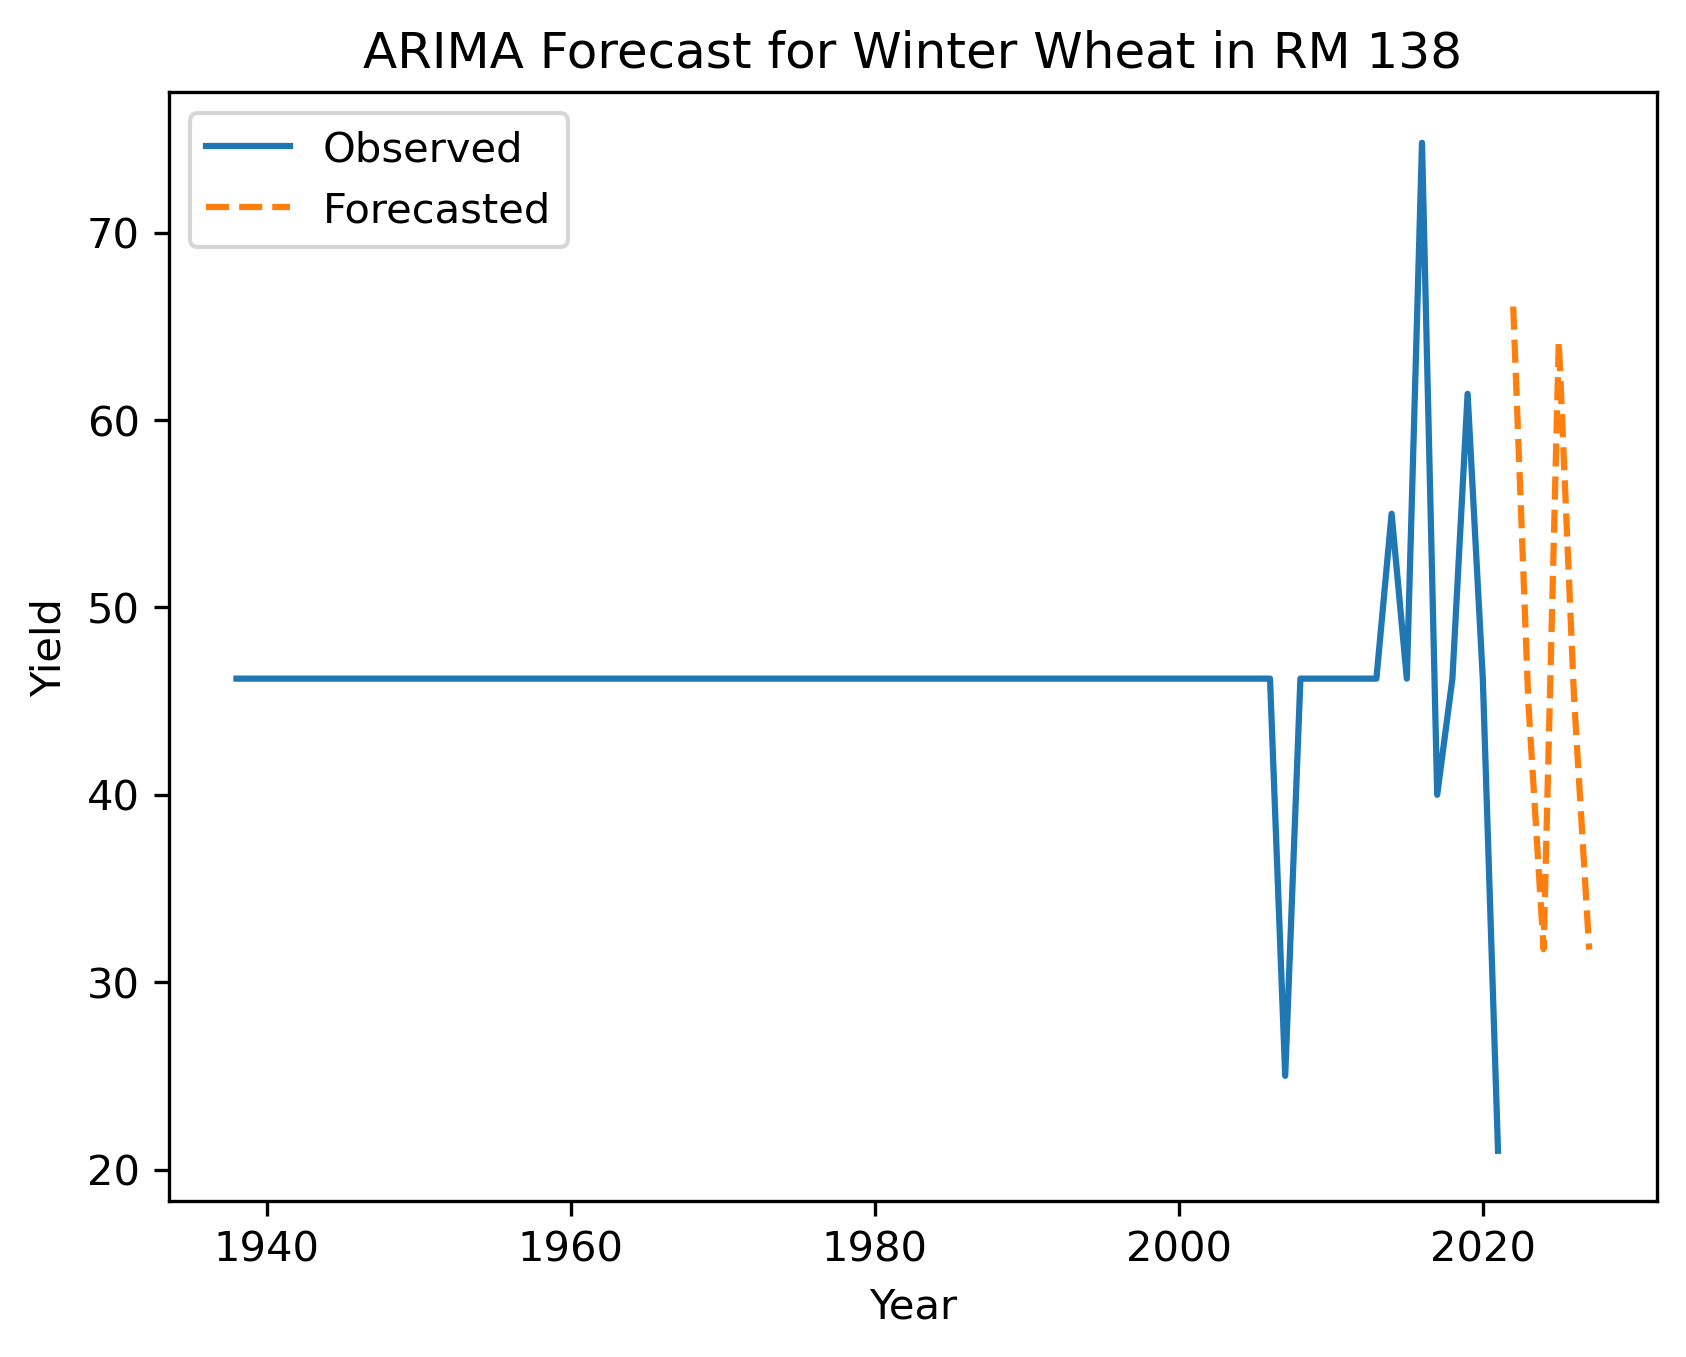 ARIMA Forecast for Winter Wheat in RM 138
Observed
Forecasted
70
60
50
40
30
20
Yield
1940 1960 1980 2000 2020
Year